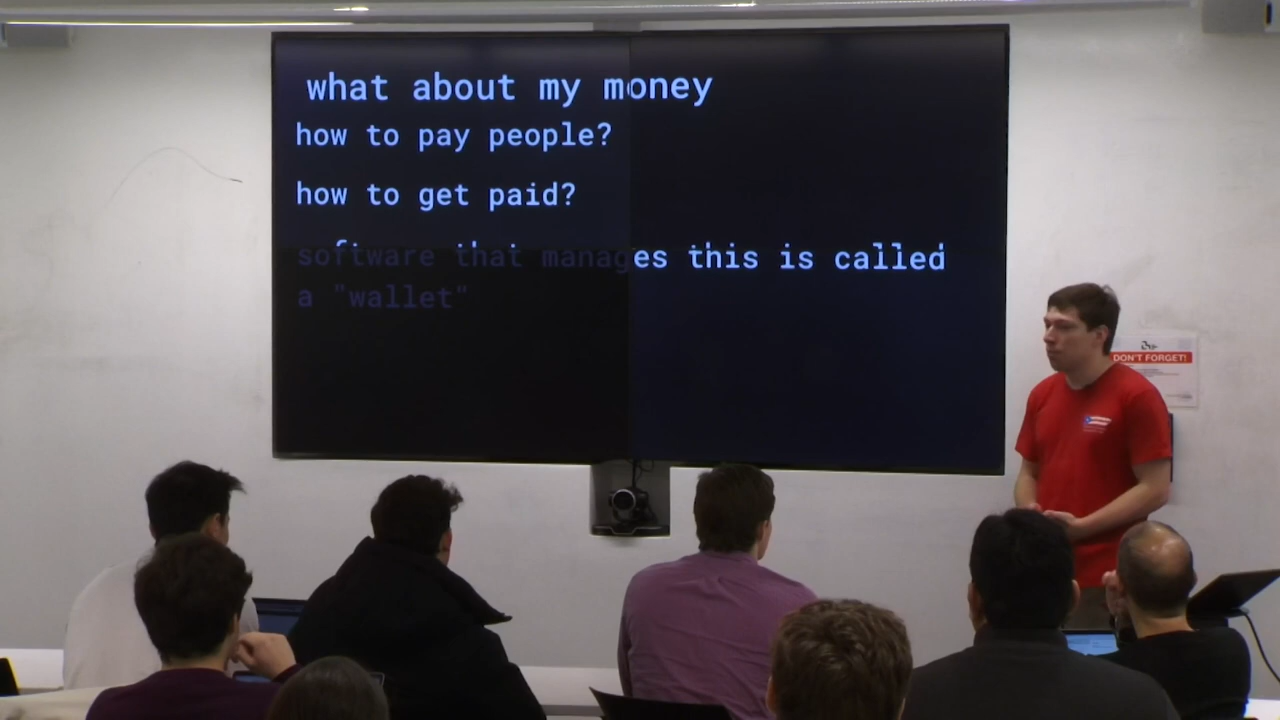 what about my money
how to pay people?
how to get paid?
software that manages this is called
a "wallet"
DON'T FORGET!